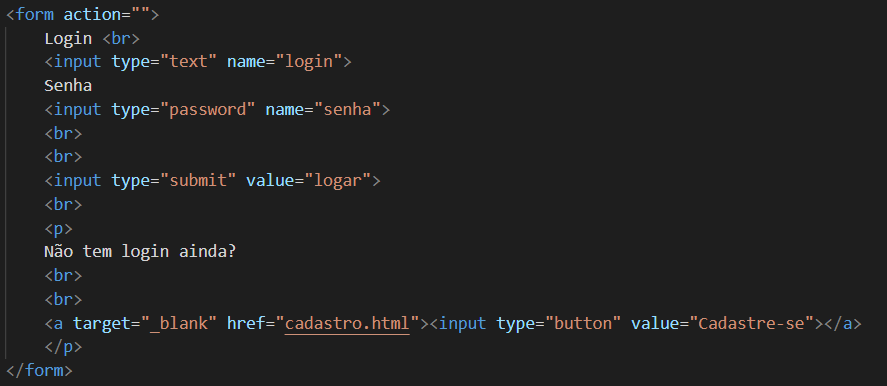 <form action="">
Login <br>
<input type="text" name="login">
Senha
<input type="password" name="senha">
<br>
<br>
<input type="submit" value="logar">
<br>
<p>
Não tem login ainda?
<br>
<br>
<a target="_blank" href="cadastro.html"><input type="button" value="Cadastre-se"></a>
</p>
</form>